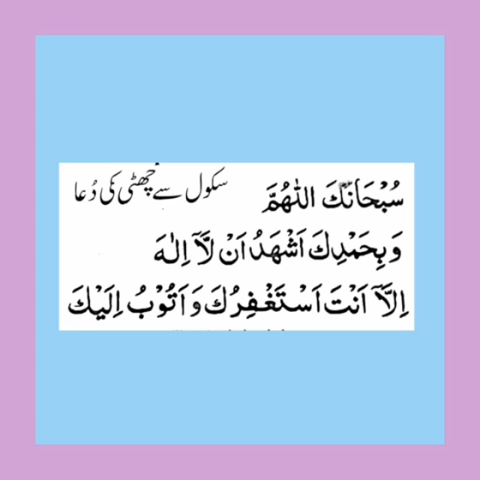 سُبْحَانَكَ اللّٰهُمَّ سکول سے چھٹی کی دُعا
وَبِحَمْدِكَ اَشْهَدُ اَنْ لَّآ اِلٰهَ
اِلَّآ اَنْتَ اَسْتَغْفِرُكَ وَ اَتُوْبُ اِلَيْكَ